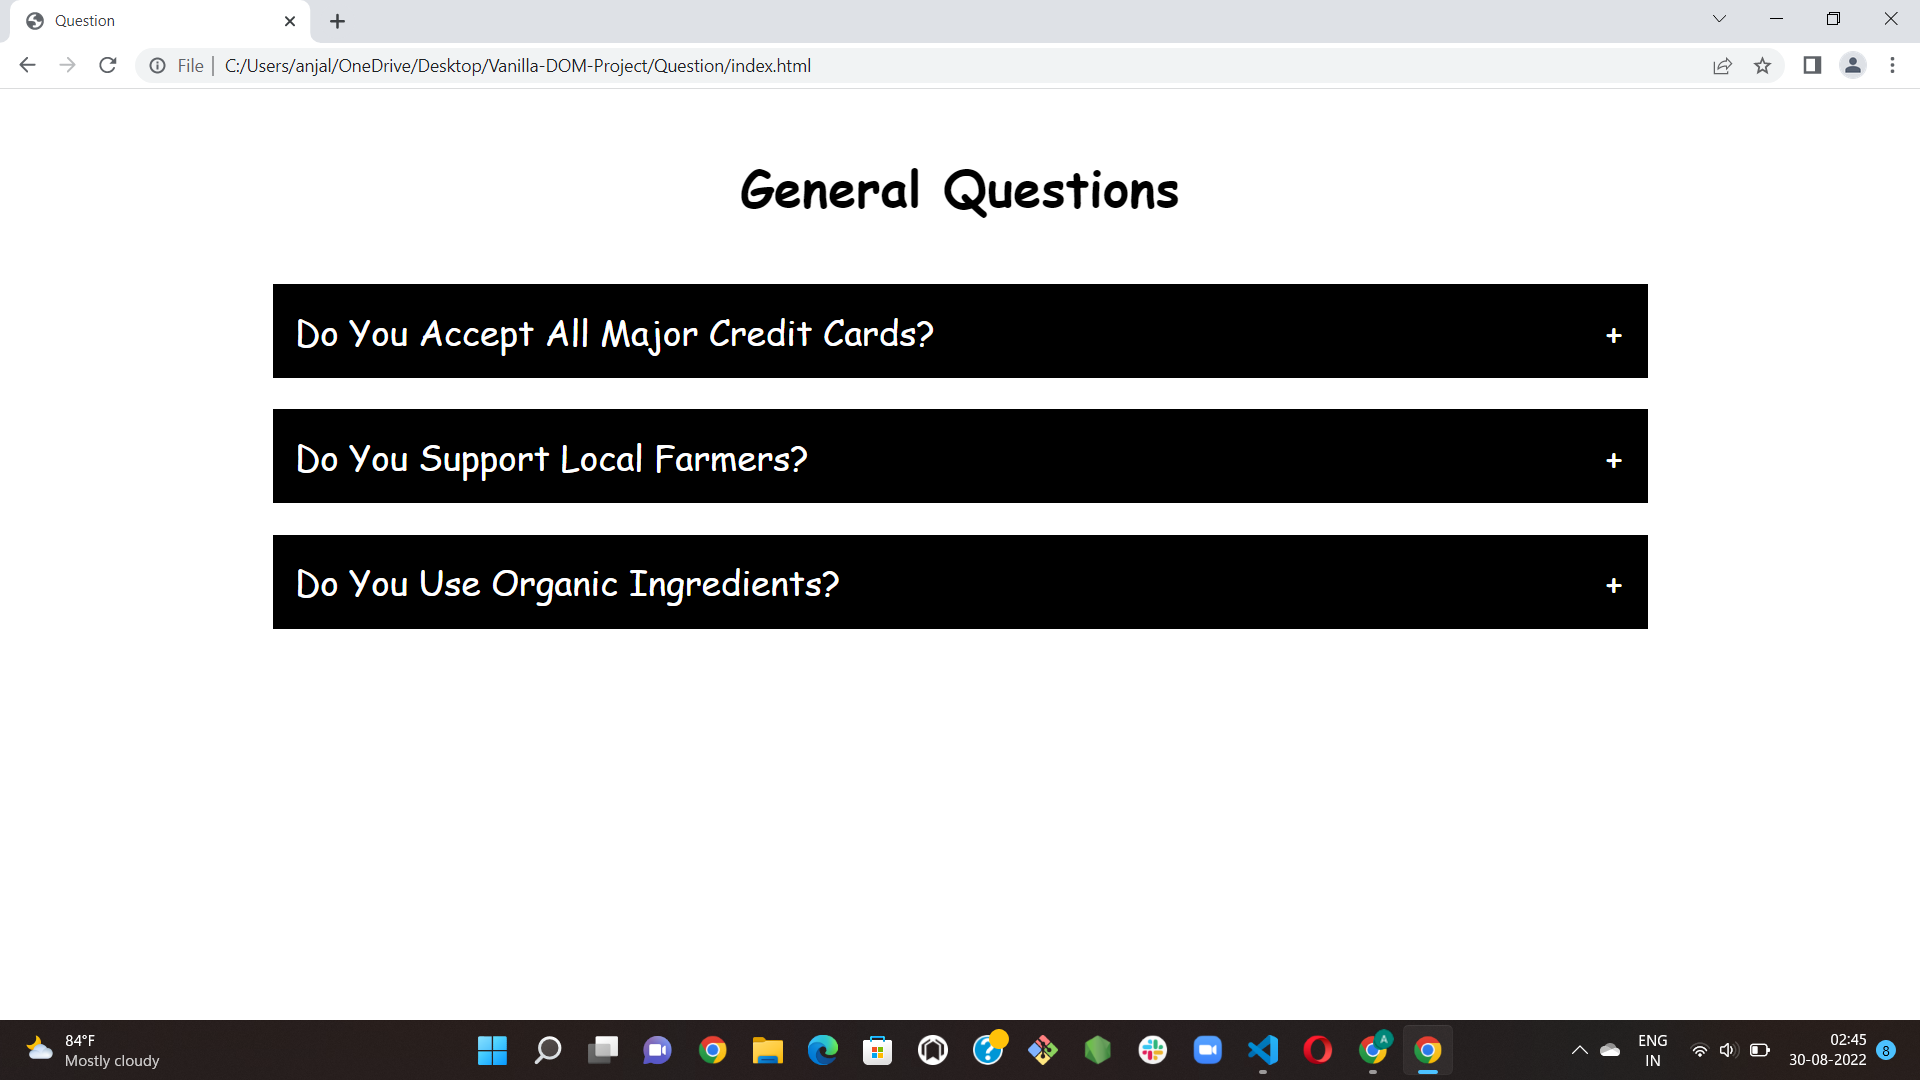 Question
File
C:/Users/anjal/OneDrive/Desktop/Vanilla-DOM-Project/Question/index.html
General Questions
Do You Accept All Major Credit Cards? +
Do You Support Local Farmers? +
Do You Use Organic Ingredients? +
84°F
Mostly cloudy
A
ENG
IN
02:45
30-08-2022
8